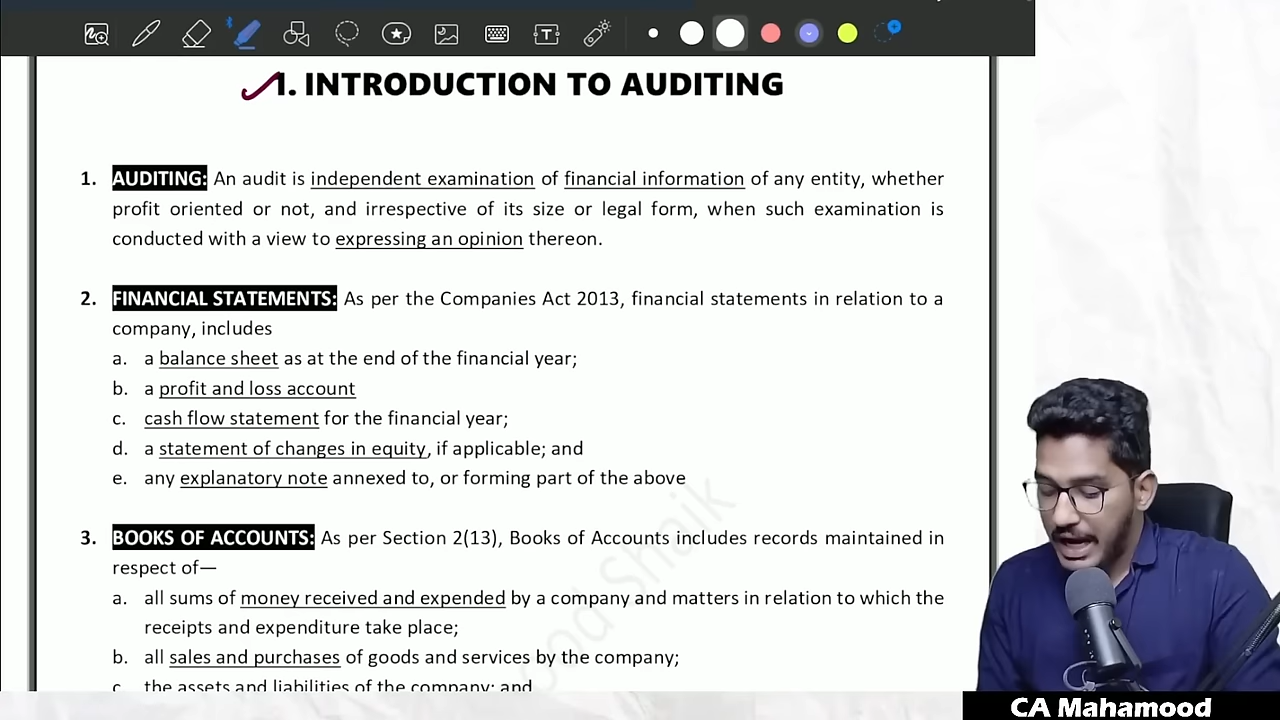 1. INTRODUCTION TO AUDITING
1. AUDITING: An audit is independent examination of financial information of any entity, whether
profit oriented or not, and irrespective of its size or legal form, when such examination is
conducted with a view to expressing an opinion thereon.
2. FINANCIAL STATEMENTS: As per the Companies Act 2013, financial statements in relation to a
company, includes
a. a balance sheet as at the end of the financial year;
b. a profit and loss account
c. cash flow statement for the financial year;
d. a statement of changes in equity, if applicable; and
e. any explanatory note annexed to, or forming part of the above
3. BOOKS OF ACCOUNTS: As per Section 2(13), Books of Accounts includes records maintained in
respect of—
a. all sums of money received and expended by a company and matters in relation to which the
receipts and expenditure take place;
b. all sales and purchases of goods and services by the company;
c. the assets and liabilities of the company; and
Shaik
CA Mahamood